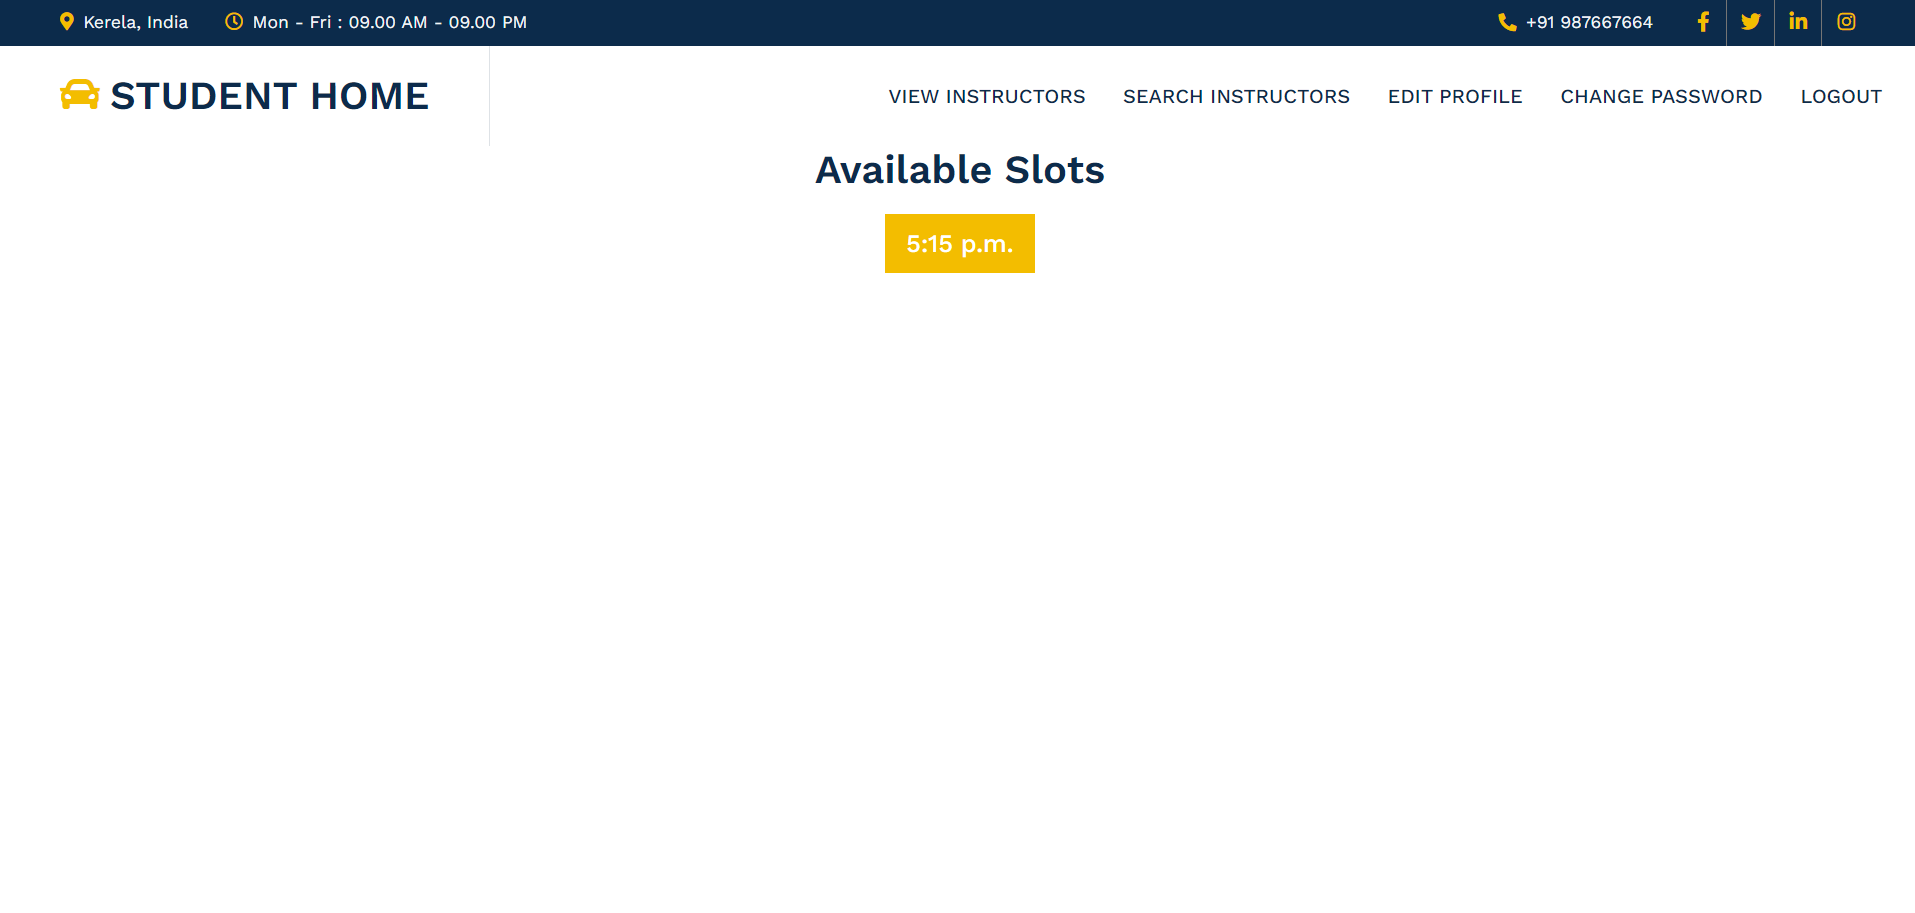 Kerela, India Mon - Fri : 09.00 AM - 09.00 PM +91 987667664
STUDENT HOME VIEW INSTRUCTORS SEARCH INSTRUCTORS EDIT PROFILE CHANGE PASSWORD LOGOUT
Available Slots
5:15 p.m.